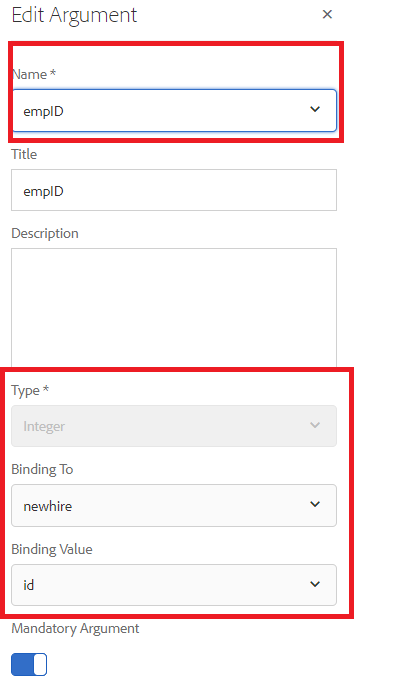 Edit Argument
Name *
empID
Title
empID
Description
Type *
Integer
Binding To
newhire
Binding Value
id
Mandatory Argument